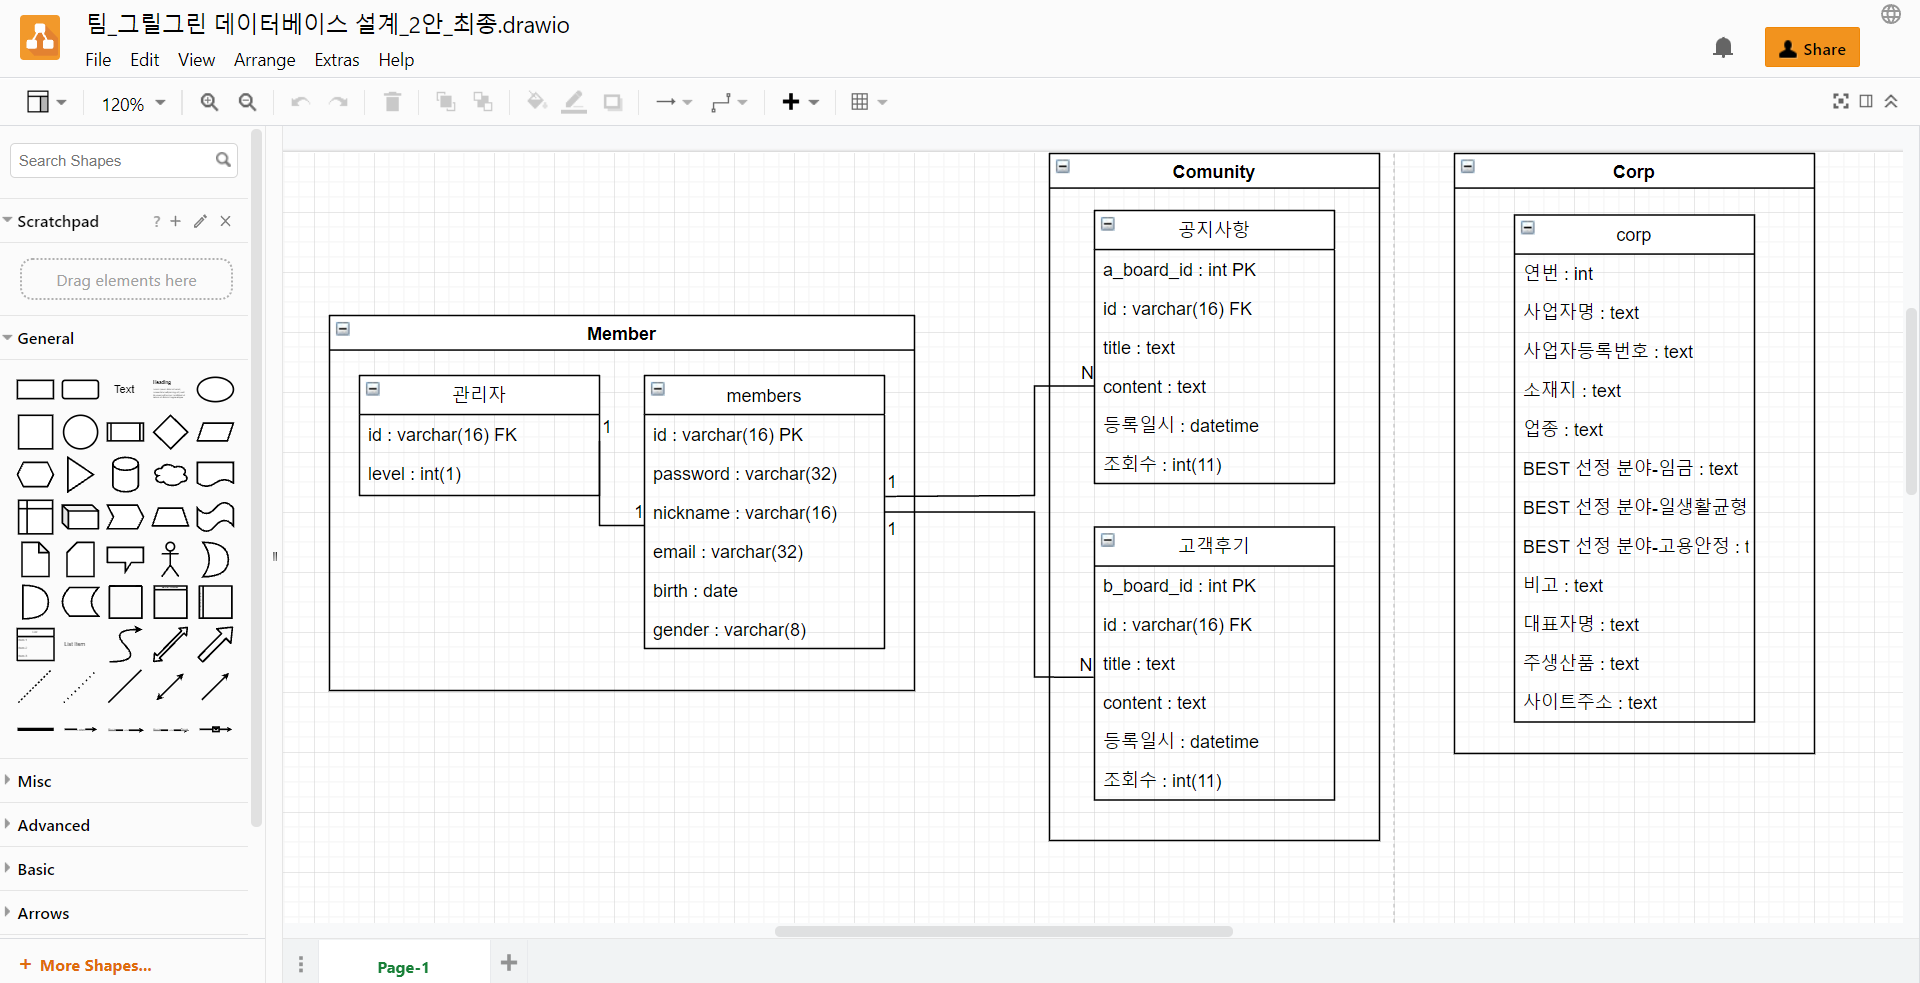 팀_그릴그린 데이터베이스 설계_2안_최종.drawio
File Edit View Arrange Extras Help
Share
120%
Search Shapes
Scratchpad
?
Drag elements here
General
Text
Heading
List Item
Misc
Advanced
Basic
Arrows
+ More Shapes...
Member
관리자
id : varchar(16) FK
level : int(1)
1
1
members
id : varchar(16) PK
password : varchar(32)
nickname : varchar(16)
email : varchar(32)
birth : date
gender : varchar(8)
1
1
N
N
Comunity
공지사항
a_board_id : int PK
id : varchar(16) FK
title : text
content : text
등록일시 : datetime
조회수 : int(11)
고객후기
b_board_id : int PK
id : varchar(16) FK
title : text
content : text
등록일시 : datetime
조회수 : int(11)
Corp
corp
연번 : int
사업자명 : text
사업자등록번호 : text
소재지 : text
업종 : text
BEST 선정 분야-임금 : text
BEST 선정 분야-일생활균형
BEST 선정 분야-고용안정 : t
비고 : text
대표자명 : text
주생산품 : text
사이트주소 : text
Page-1